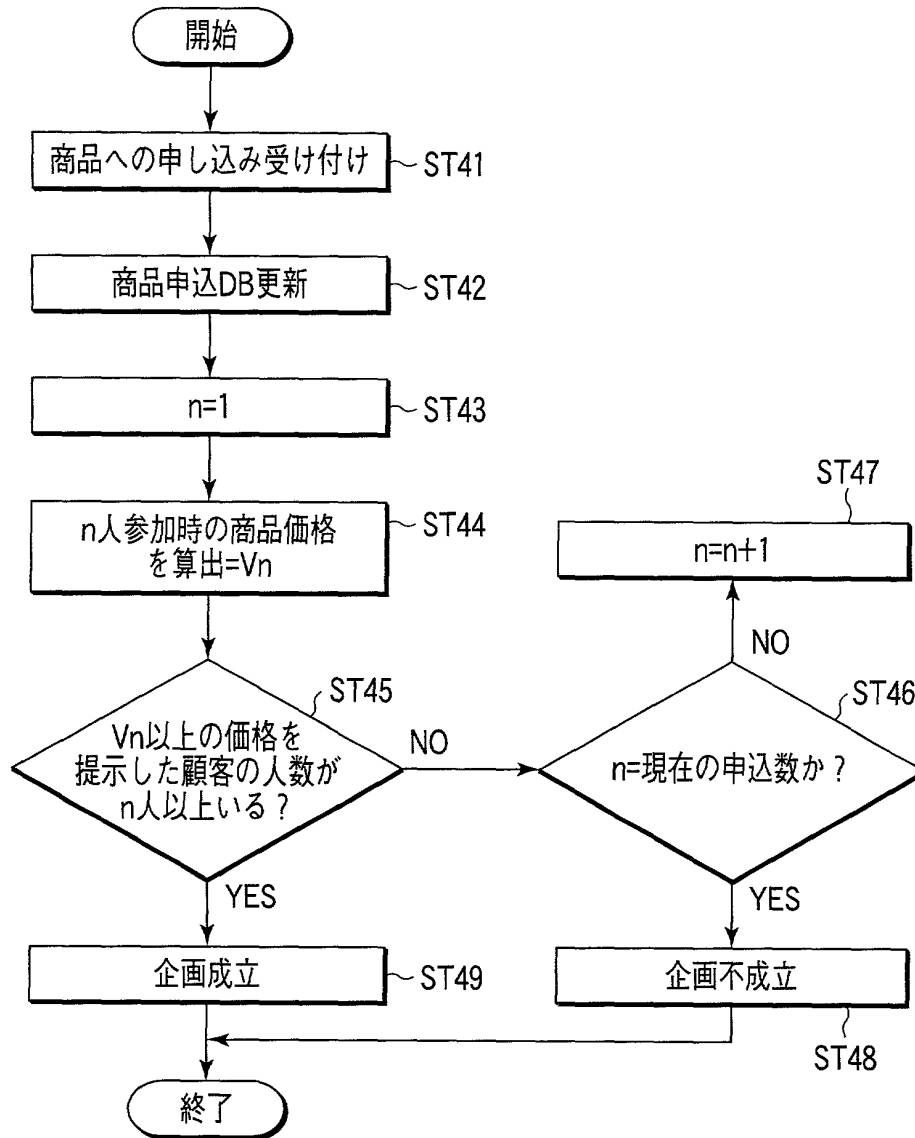 開始
商品への申し込み受け付け
ST41
商品申込DB更新
ST42
n=1
ST43
n人参加時の商品価格
を算出=Vn
ST44
ST47
n=n+1
NO
ST45
Vn以上の価格を
提示した顧客の人数が
n人以上いる？
NO
ST46
n=現在の申込数か？
YES
YES
企画成立
ST49
企画不成立
ST48
終了